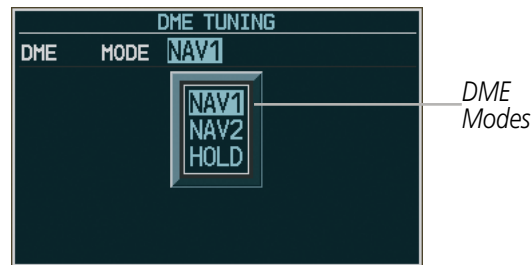 DME TUNING
DME MODE NAV1
NAV1
NAV2
HOLD
DME
Modes